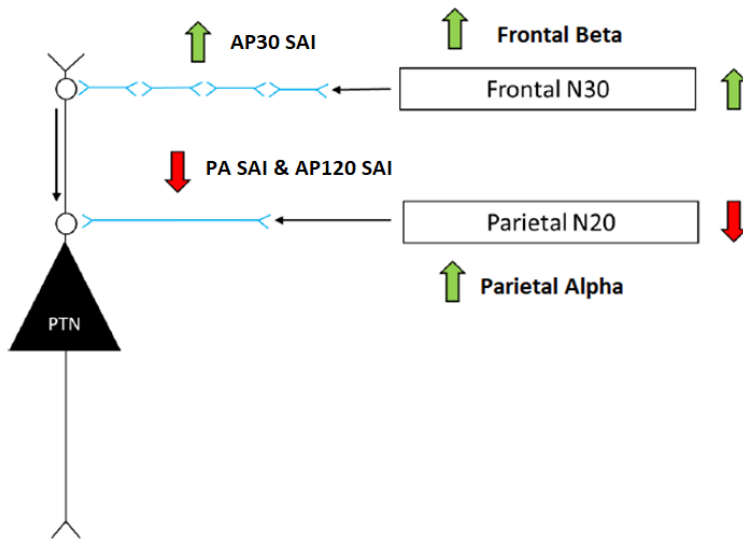 AP30 SAI
Frontal Beta
Frontal N30
PA SAI & AP120 SAI
Parietal N20
Parietal Alpha
PTN